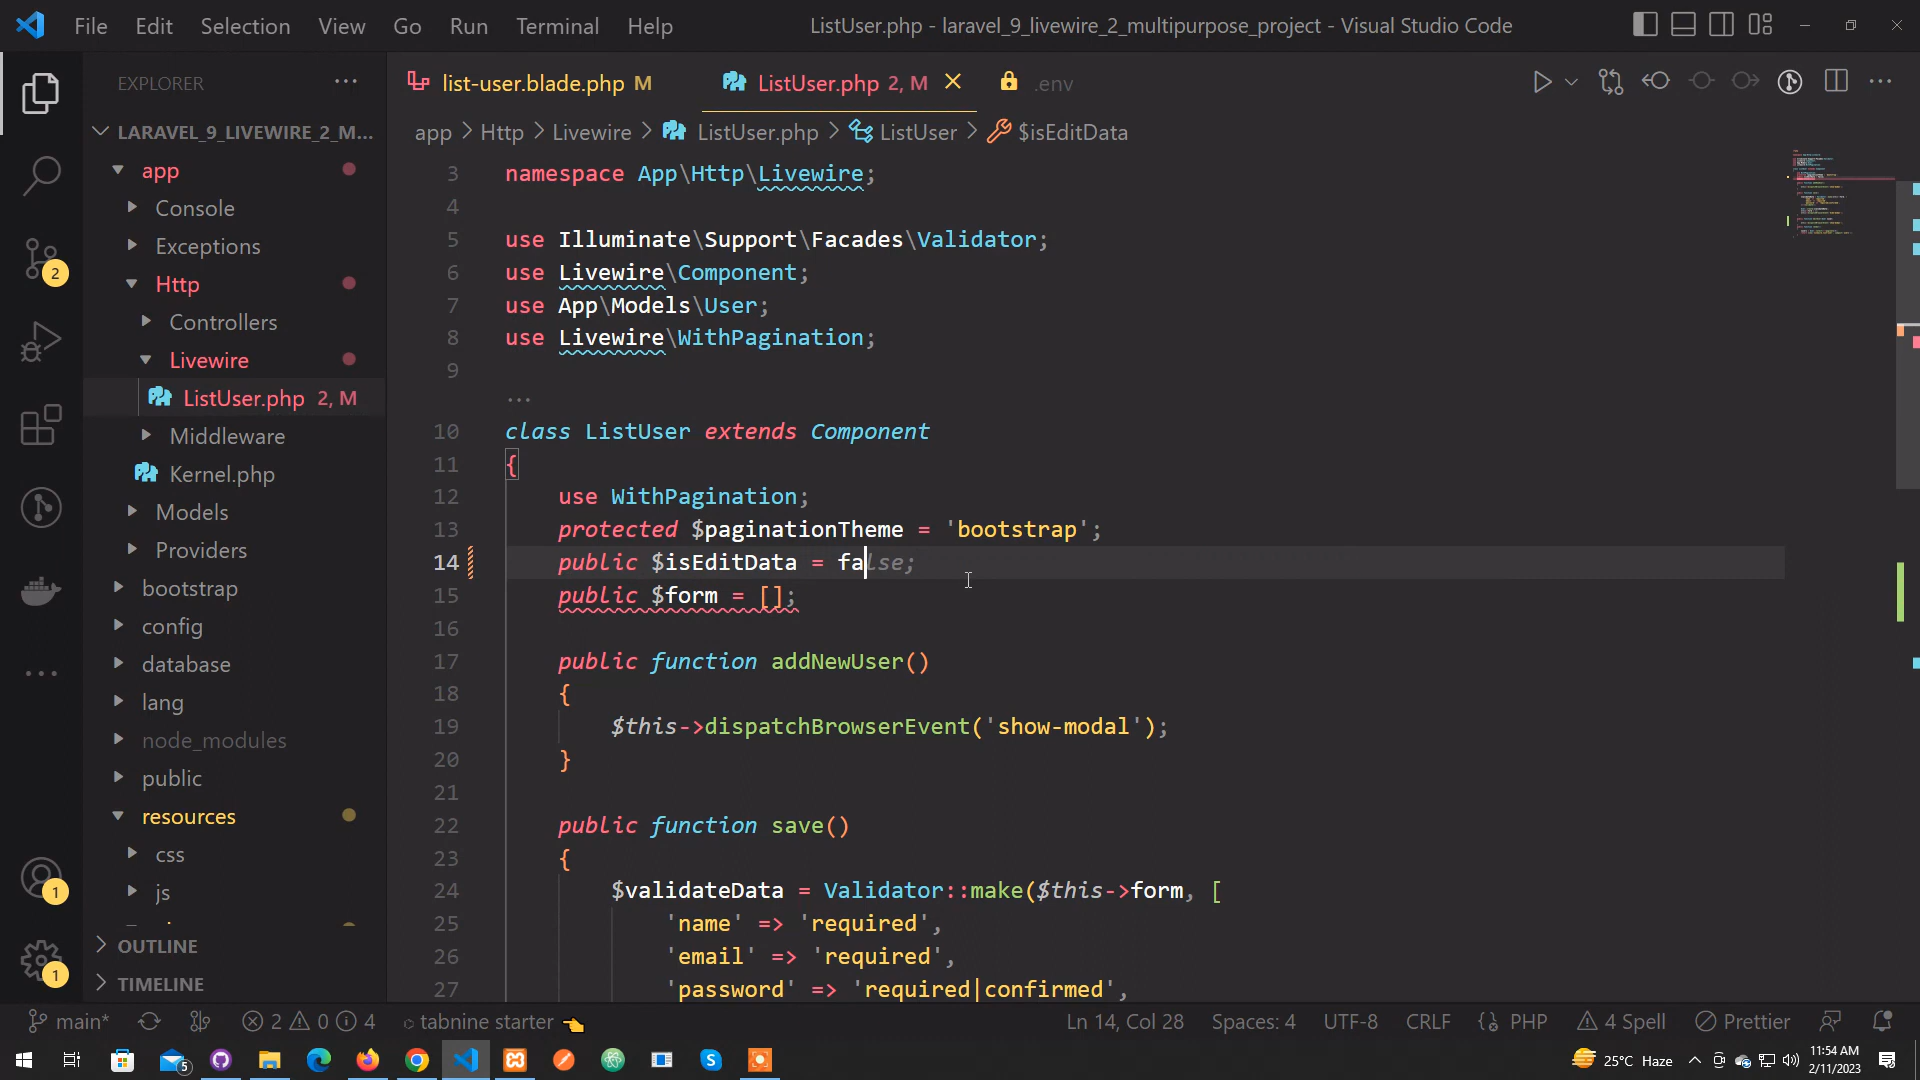 File Edit Selection View Go Run Terminal Help
ListUser.php - laravel_9_livewire_2_multipurpose_project - Visual Studio Code
EXPLORER ...
list-user.blade.php M
ListUser.php 2, M
.env
LARAVEL_9_LIVEWIRE_2_M...
app
Console
Exceptions
Http
Controllers
Livewire
ListUser.php 2, M
Middleware
Kernel.php
Models
Providers
bootstrap
config
database
lang
node_modules
public
resources
css
js
OUTLINE
TIMELINE
2
1
1
app > Http > Livewire > ListUser.php > ListUser > $isEditData
3 namespace App\Http\Livewire;
4
5 use Illuminate\Support\Facades\Validator;
6 use Livewire\Component;
7 use App\Models\User;
8 use Livewire\WithPagination;
9
...
10 class ListUser extends Component
11 {
12 use WithPagination;
13 protected $paginationTheme = 'bootstrap';
14 public $isEditData = false;
15 public $form = [];
16
17 public function addNewUser()
18 {
19 $this->dispatchBrowserEvent('show-modal');
20 }
21
22 public function save()
23 {
24 $validateData = Validator::make($this->form, [
25 'name' => 'required',
26 'email' => 'required',
27 'password' => 'required|confirmed',
main* 2 0 4 tabnine starter Ln 14, Col 28 Spaces: 4 UTF-8 CRLF {} PHP 4 Spell Prettier
5
25°C Haze
11:54 AM
2/11/2023